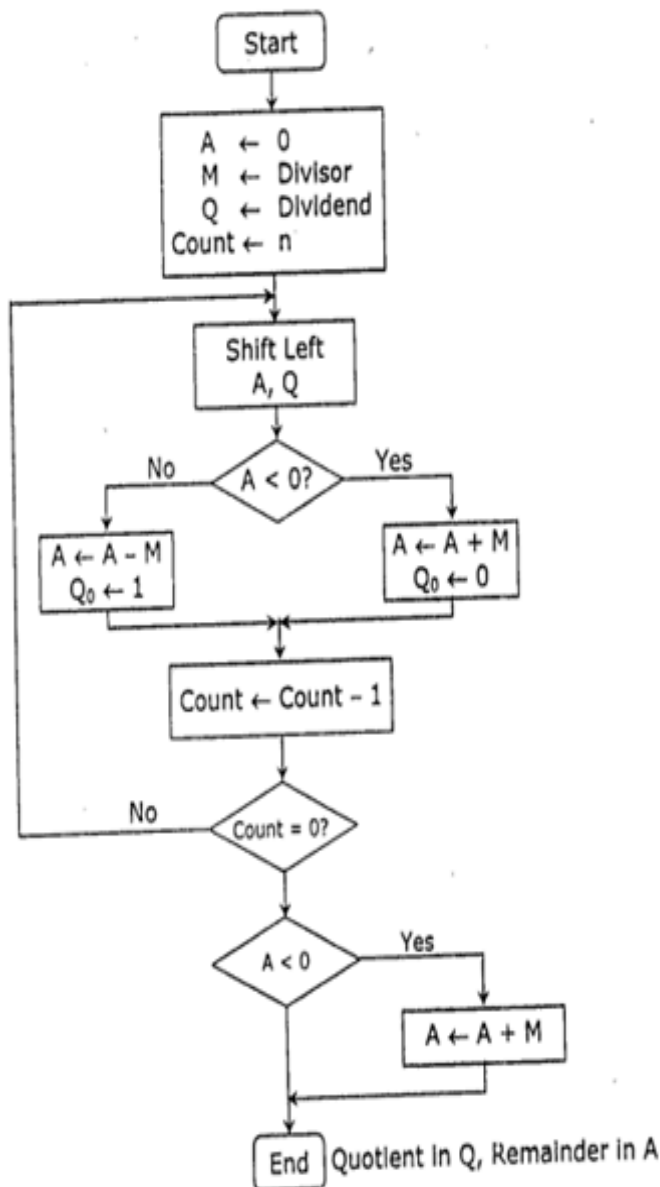 Start
A ← 0
M ← Divisor
Q ← Dividend
Count ← n
Shift Left
A, Q
No
A < 0?
Yes
A ← A – M
Q₀ ← 1
A ← A + M
Q₀ ← 0
Count ← Count – 1
No
Count = 0?
A < 0
Yes
A ← A + M
End
Quotient in Q, Remainder in A